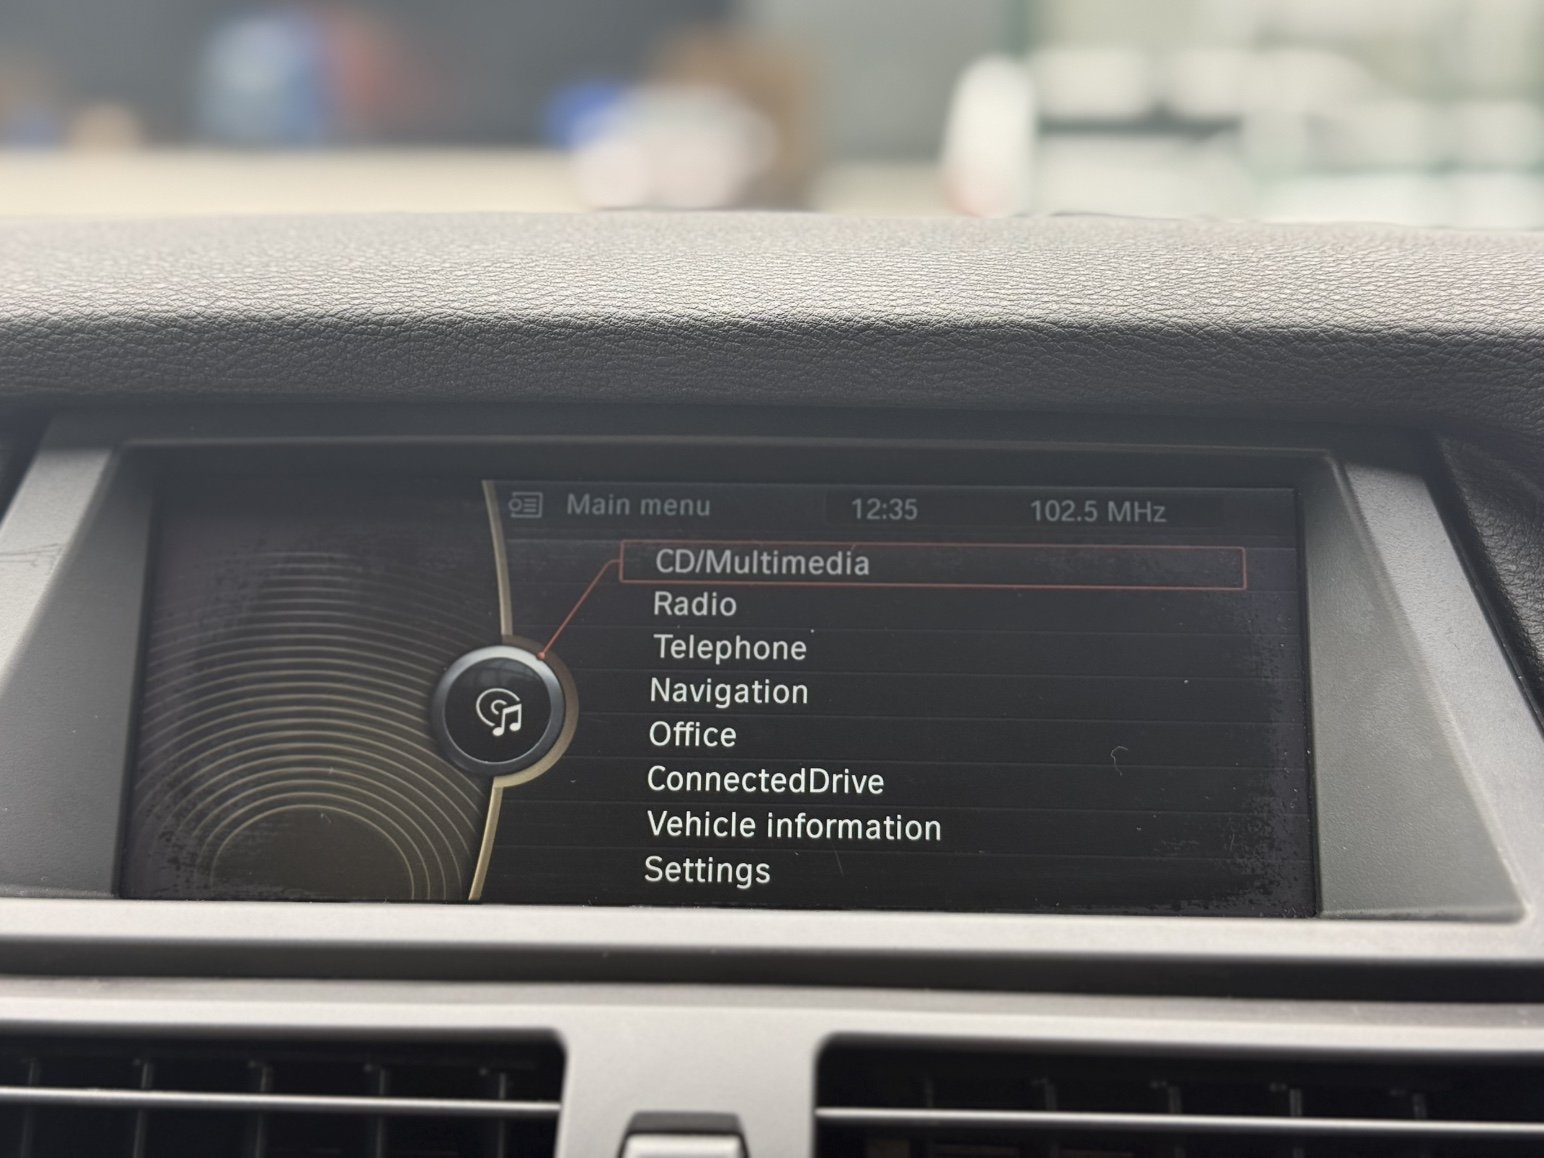 Main menu 12:35 102.5 MHz
CD/Multimedia
Radio
Telephone
Navigation
Office
ConnectedDrive
Vehicle information
Settings